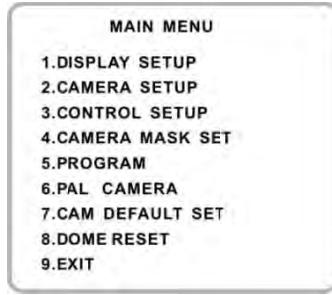 MAIN MENU
1.DISPLAY SETUP
2.CAMERA SETUP
3.CONTROL SETUP
4.CAMERA MASK SET
5.PROGRAM
6.PAL CAMERA
7.CAM DEFAULT SET
8.DOME RESET
9.EXIT